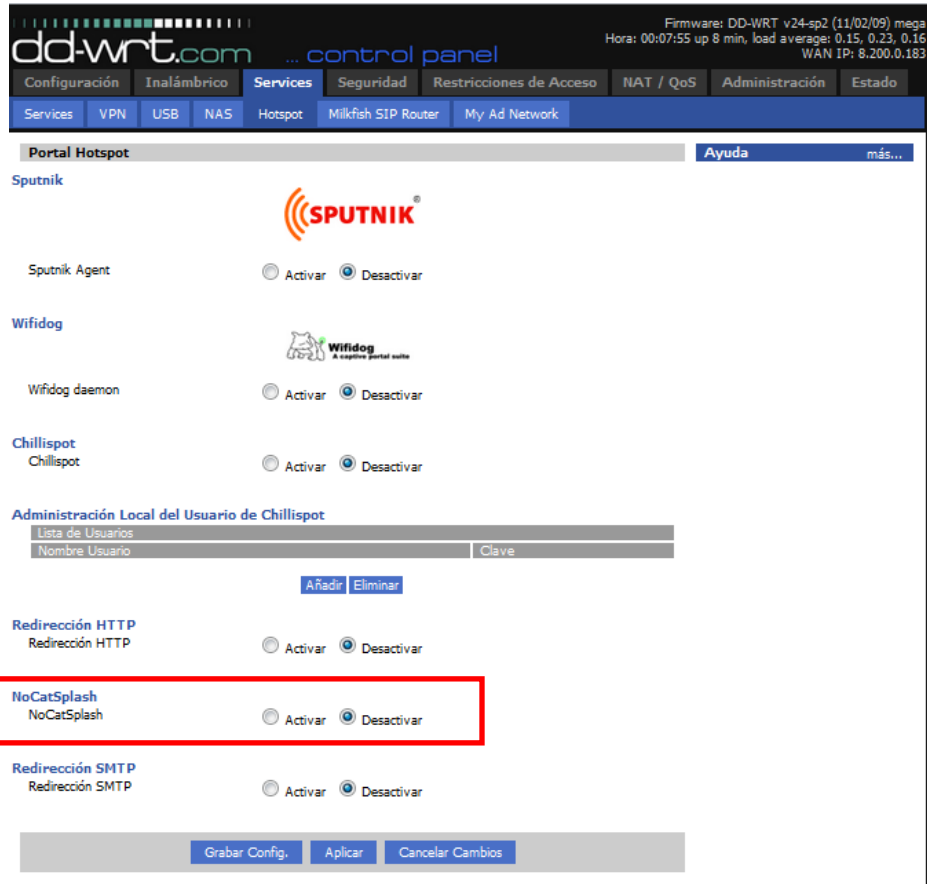 Firmware: DD-WRT v24-sp2 (11/02/09) mega
Hora: 00:07:55 up 8 min, load average: 0.15, 0.23, 0.16
WAN IP: 8.200.0.183
dd-wrt.com ... control panel
Configuración Inalámbrico Services Seguridad Restricciones de Acceso NAT / QoS Administración Estado
Services VPN USB NAS Hotspot Milkfish SIP Router My Ad Network
Portal Hotspot Ayuda más...
Sputnik
SPUTNIK®
Sputnik Agent Activar Desactivar
Wifidog
Wifidog
A captive portal suite
Wifidog daemon Activar Desactivar
Chillispot
Chillispot Activar Desactivar
Administración Local del Usuario de Chillispot
Lista de Usuarios
Nombre Usuario Clave
Añadir Eliminar
Redirección HTTP
Redirección HTTP Activar Desactivar
NoCatSplash
NoCatSplash Activar Desactivar
Redirección SMTP
Redirección SMTP Activar Desactivar
Grabar Config. Aplicar Cancelar Cambios